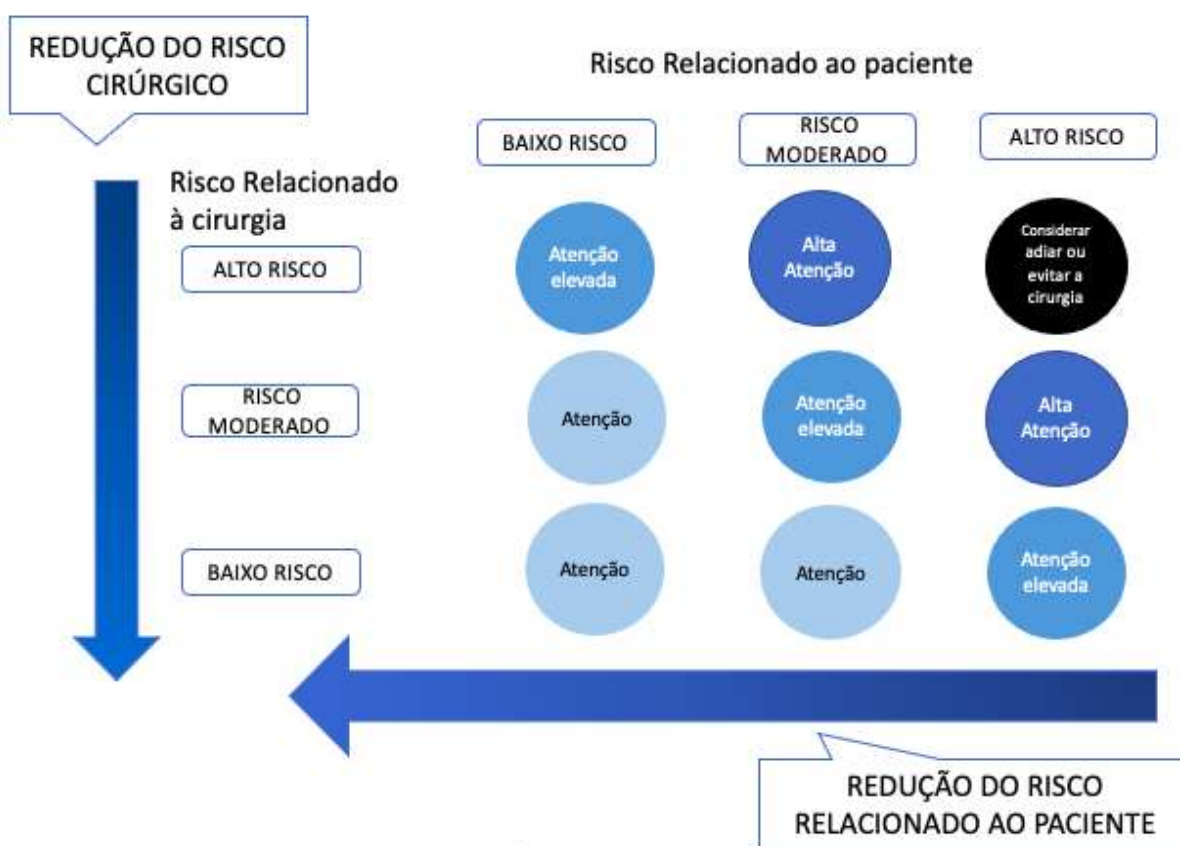 REDUÇÃO DO RISCO
CIRÚRGICO
Risco Relacionado ao paciente
BAIXO RISCO
RISCO
MODERADO
ALTO RISCO
Risco Relacionado
à cirurgia
ALTO RISCO
Atenção
elevada
Alta
Atenção
Considerar
adiar ou
evitar a
cirurgia
RISCO
MODERADO
Atenção
Atenção
elevada
Alta
Atenção
BAIXO RISCO
Atenção
Atenção
Atenção
elevada
REDUÇÃO DO RISCO
RELACIONADO AO PACIENTE